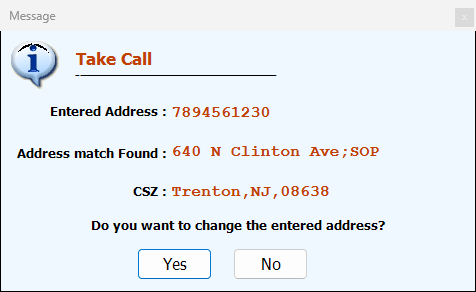 Message
x
Take Call
Entered Address : 7894561230
Address match Found : 640 N Clinton Ave;SOP
CSZ : Trenton,NJ,08638
Do you want to change the entered address?
Yes No